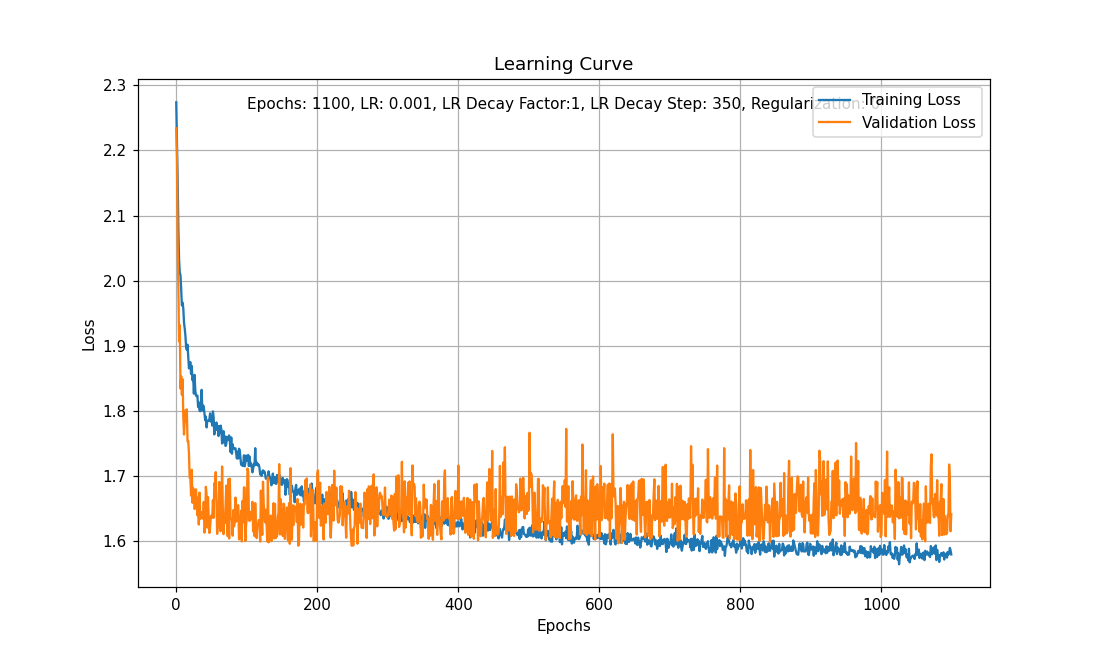 Learning Curve
2.3
Epochs: 1100, LR: 0.001, LR Decay Factor:1, LR Decay Step: 350, Regularization: 0
Training Loss
Validation Loss
2.2
2.1
2.0
1.9
1.8
1.7
1.6
Loss
0 200 400 600 800 1000
Epochs